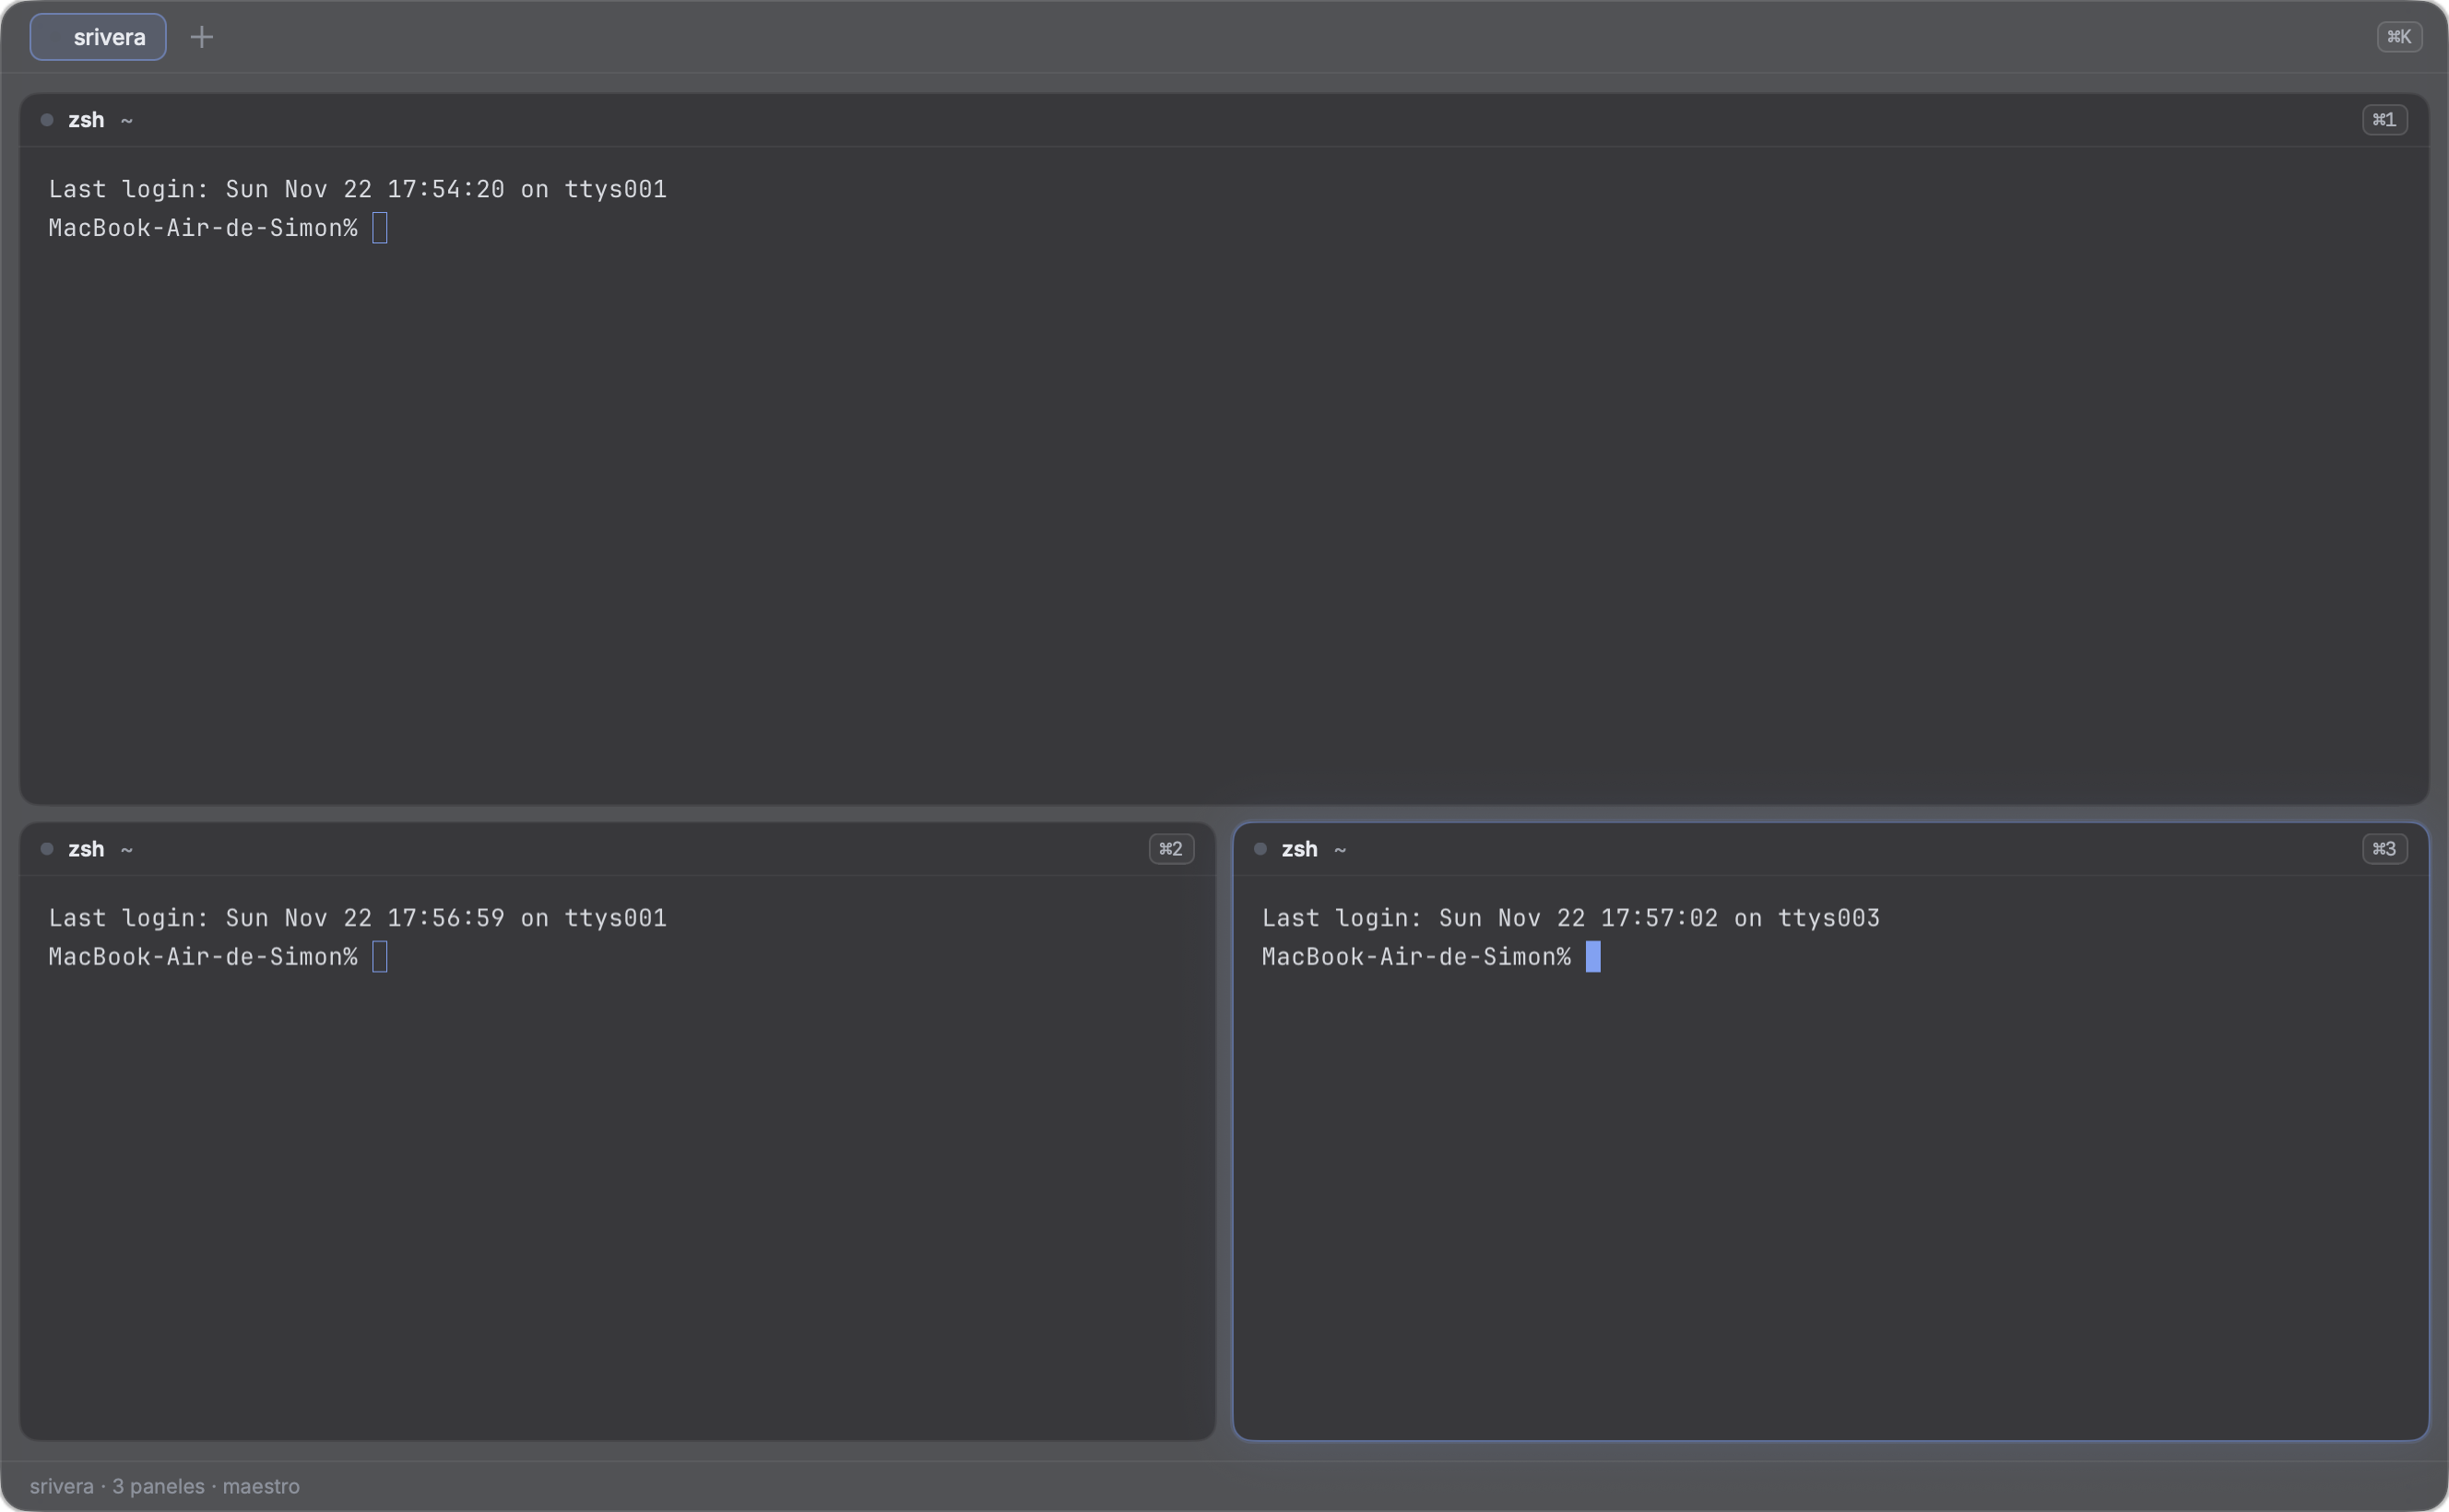 srivera
⌘K
zsh ~
⌘1
Last login: Sun Nov 22 17:54:20 on ttys001
MacBook-Air-de-Simon%
zsh ~
⌘2
Last login: Sun Nov 22 17:56:59 on ttys001
MacBook-Air-de-Simon%
zsh ~
⌘3
Last login: Sun Nov 22 17:57:02 on ttys003
MacBook-Air-de-Simon%
srivera · 3 paneles · maestro